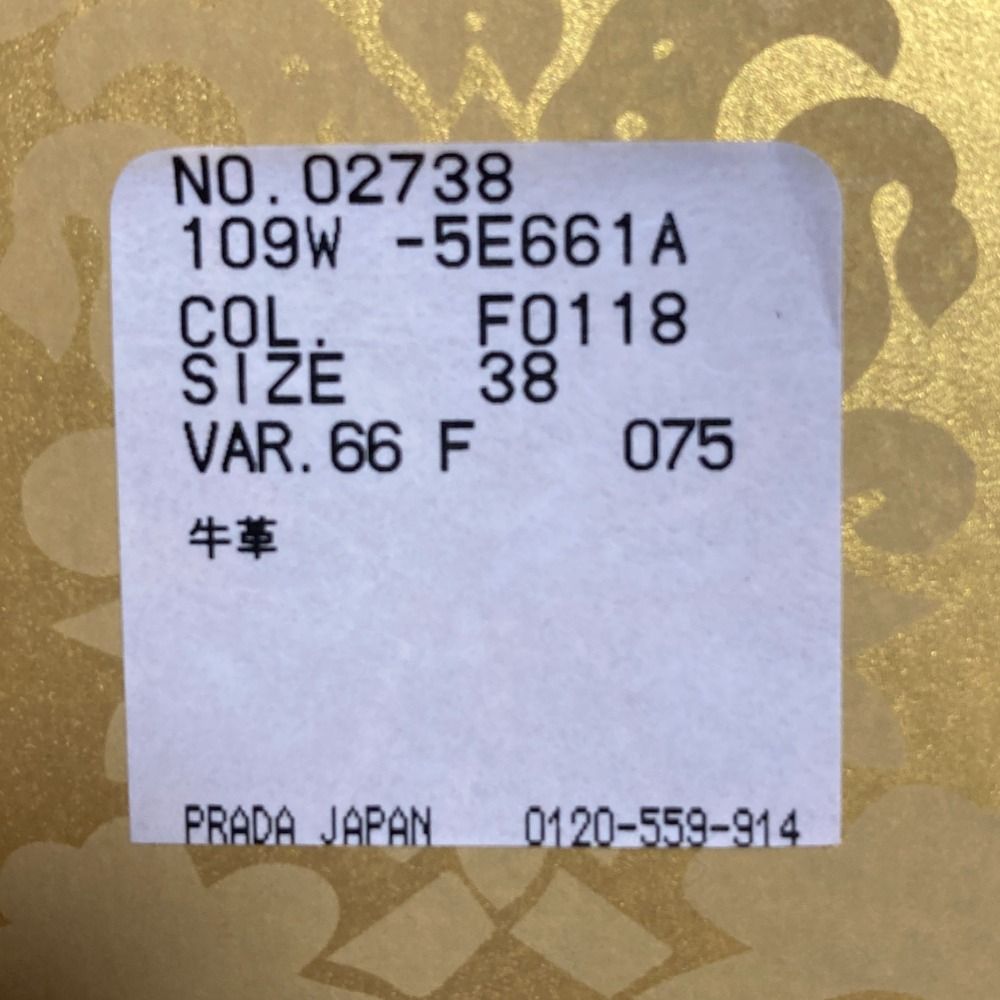 NO.02738
109W -5E661A
COL. F0118
SIZE 38
VAR.66 F 075
牛革
PRADA JAPAN 0120-559-914